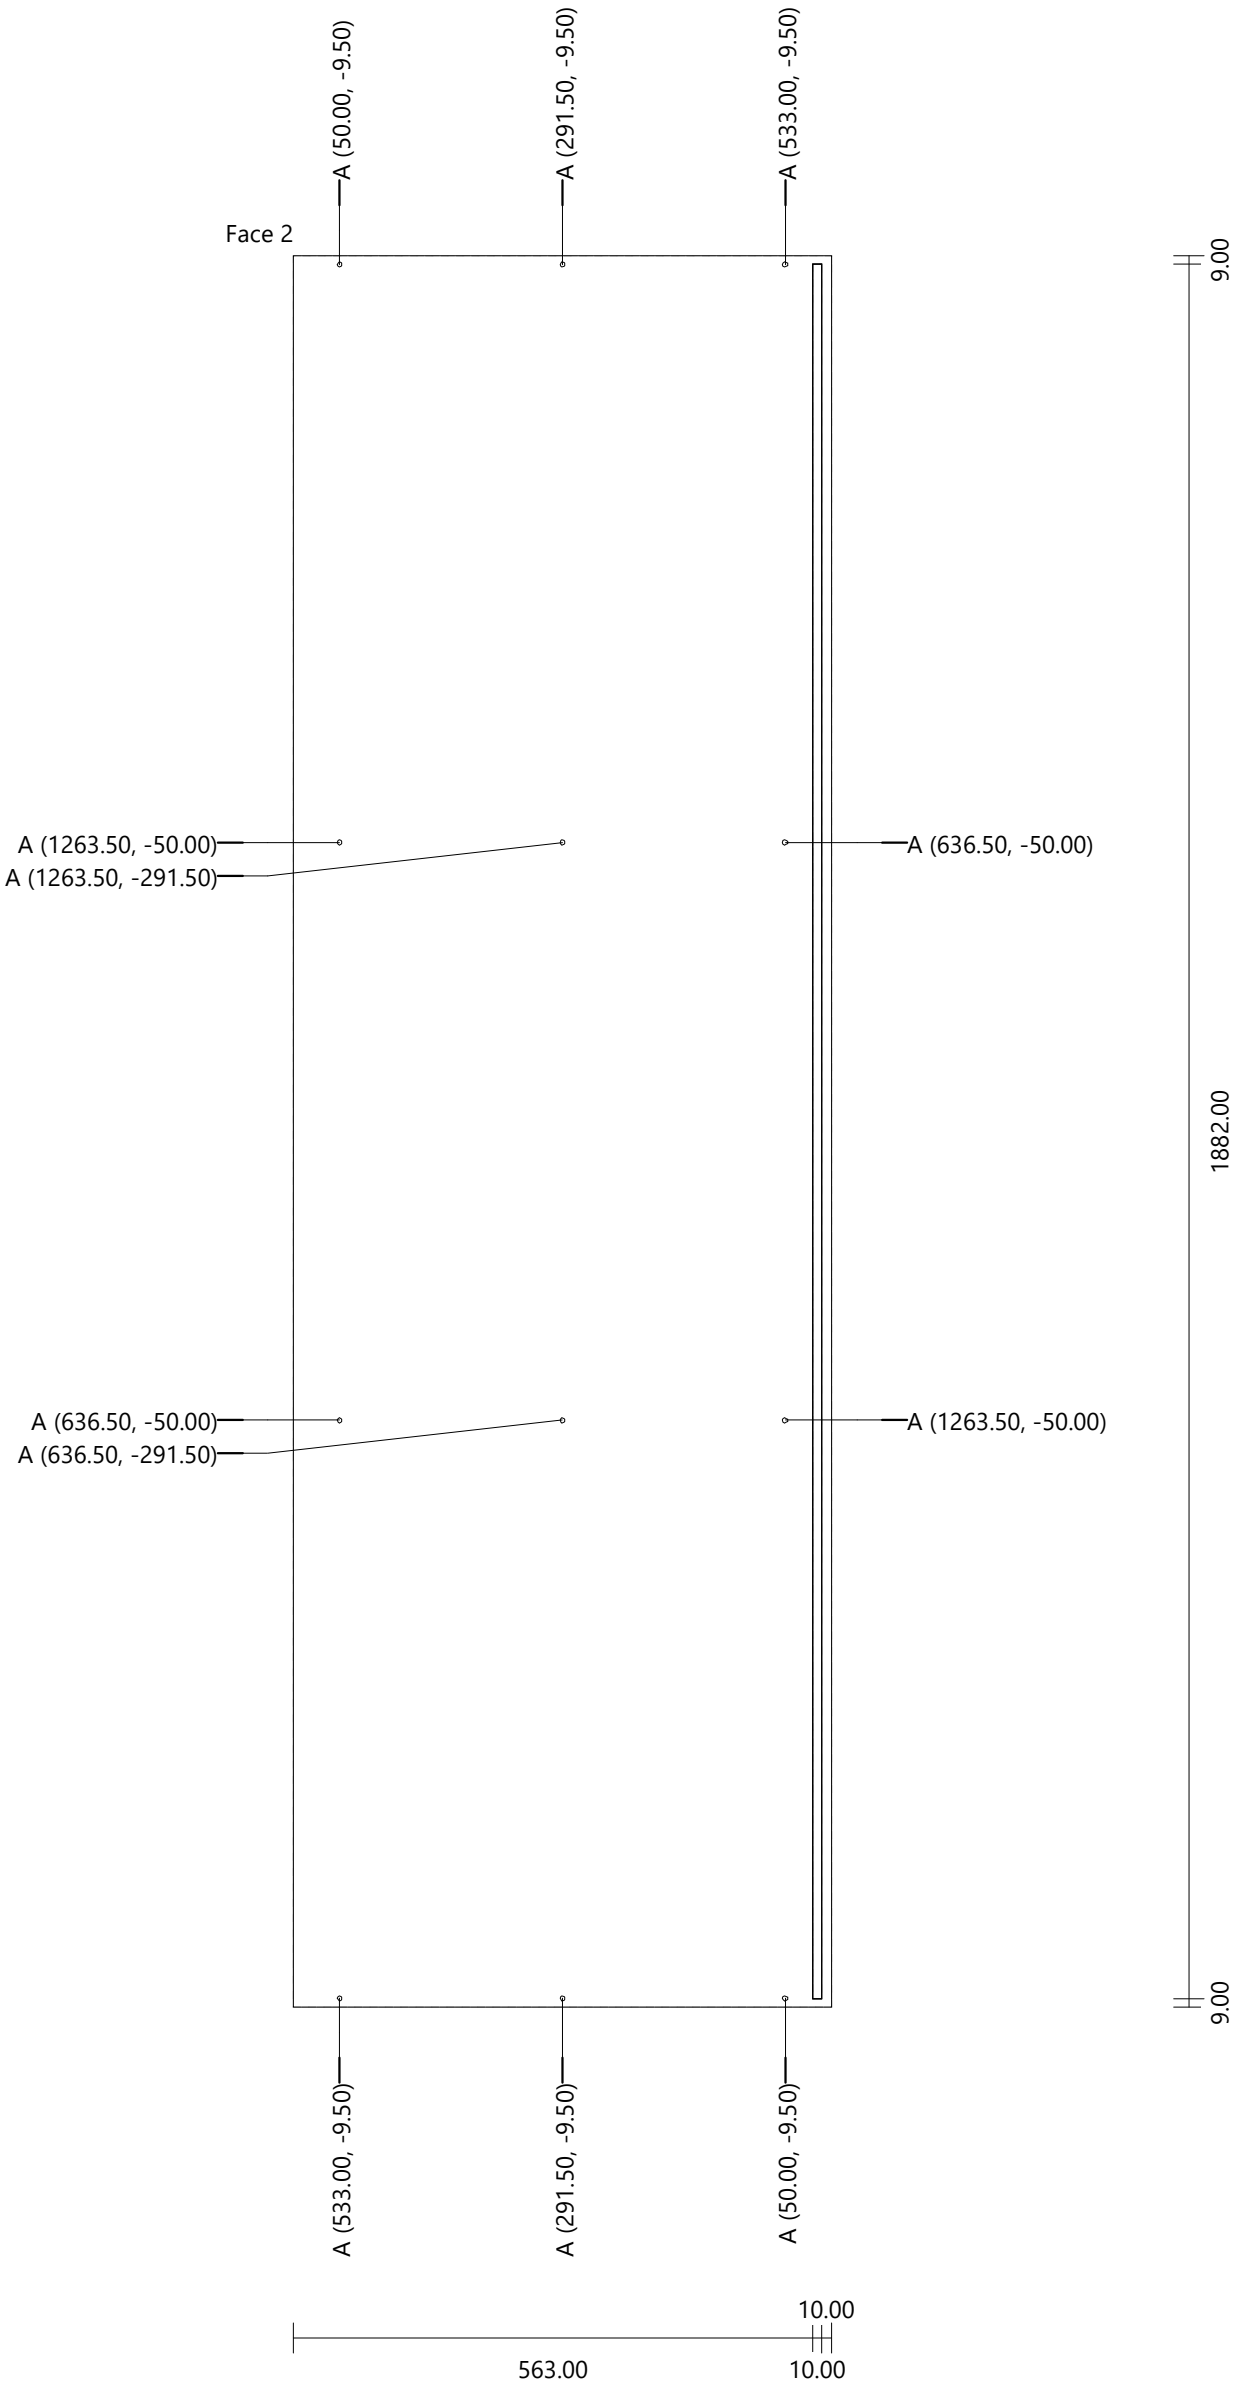 A (50.00, -9.50)
A (291.50, -9.50)
A (533.00, -9.50)
Face 2
9.00
A (1263.50, -50.00)
A (636.50, -50.00)
A (1263.50, -291.50)
1882.00
A (636.50, -50.00)
A (1263.50, -50.00)
A (636.50, -291.50)
9.00
A (533.00, -9.50)
A (291.50, -9.50)
A (50.00, -9.50)
10.00
563.00
10.00